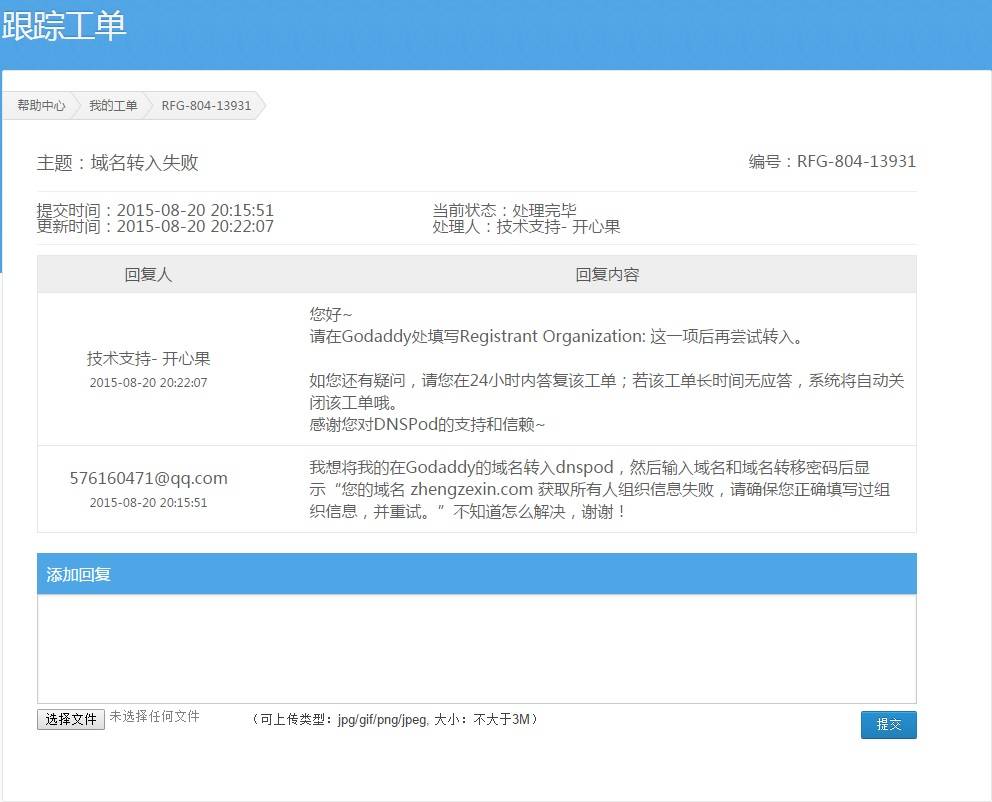 跟踪工单
帮助中心 我的工单 RFG-804-13931
主题：域名转入失败 编号：RFG-804-13931
提交时间：2015-08-20 20:15:51 当前状态：处理完毕
更新时间：2015-08-20 20:22:07 处理人：技术支持- 开心果
回复人 回复内容
技术支持- 开心果
2015-08-20 20:22:07
您好~
请在Godaddy处填写Registrant Organization: 这一项后再尝试转入。
如您还有疑问，请您在24小时内答复该工单；若该工单长时间无应答，系统将自动关
闭该工单哦。
感谢您对DNSPod的支持和信赖~
576160471@qq.com
2015-08-20 20:15:51
我想将我的在Godaddy的域名转入dnspod，然后输入域名和域名转移密码后显
示“您的域名 zhengzexin.com 获取所有人组织信息失败，请确保您正确填写过组
织信息，并重试。”不知道怎么解决，谢谢！
添加回复
选择文件 未选择任何文件 （可上传类型：jpg/gif/png/jpeg, 大小：不大于3M）
提交